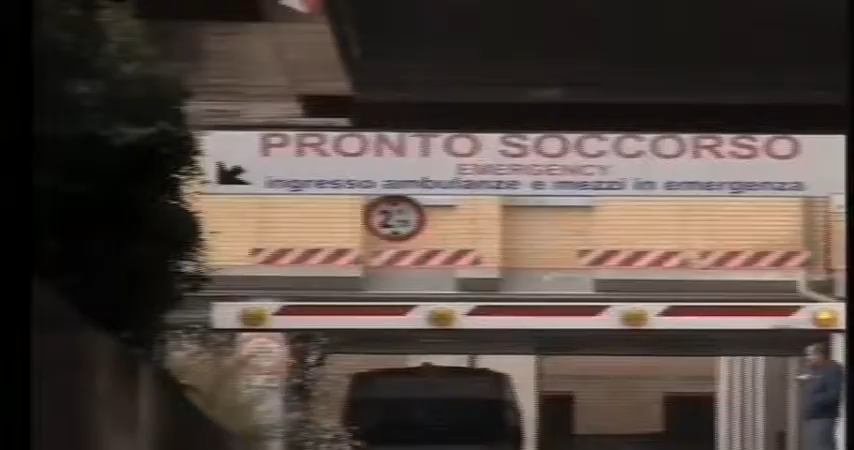 PRONTO SOCCORSO
EMERGENCY
ingresso ambulanze e mezzi in emergenza